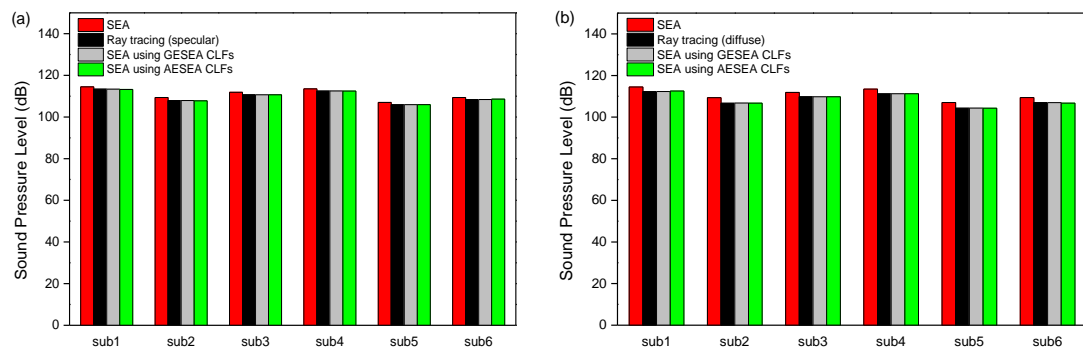 (a)
SEA
Ray tracing (specular)
SEA using GESEA CLFs
SEA using AESEA CLFs
Sound Pressure Level (dB)
140
120
100
80
60
40
20
0
sub1 sub2 sub3 sub4 sub5 sub6
(b)
SEA
Ray tracing (diffuse)
SEA using GESEA CLFs
SEA using AESEA CLFs
Sound Pressure Level (dB)
140
120
100
80
60
40
20
0
sub1 sub2 sub3 sub4 sub5 sub6